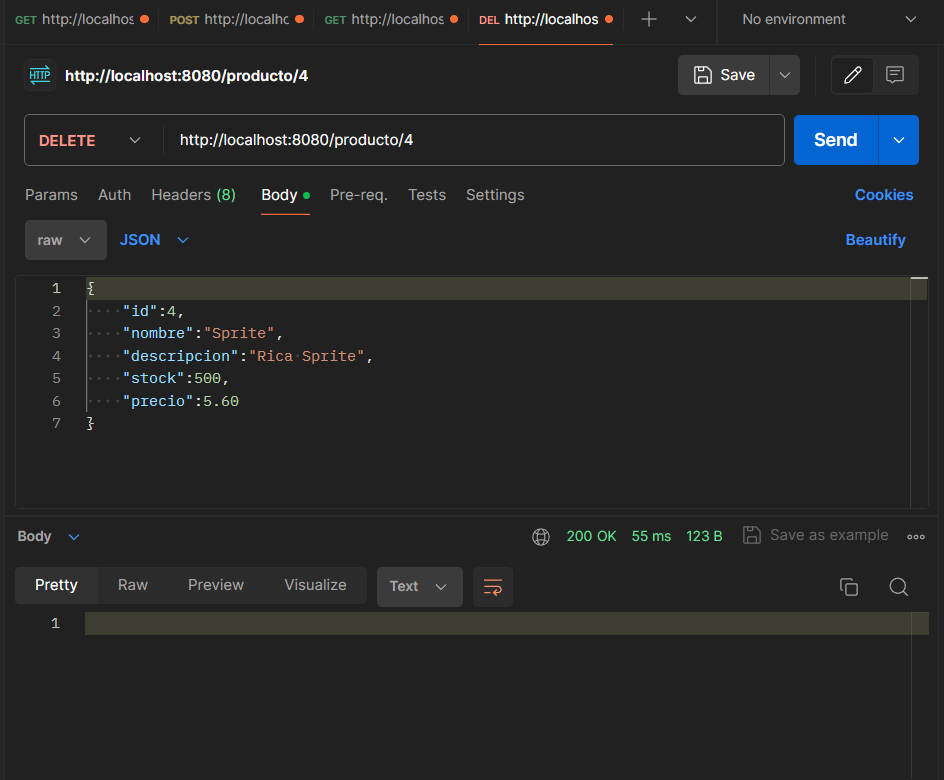 GET http://localhos POST http://localhc GET http://localhos DEL http://localhos No environment
HTTP http://localhost:8080/producto/4 Save
DELETE http://localhost:8080/producto/4 Send
Params Auth Headers (8) Body Pre-req. Tests Settings Cookies
raw JSON Beautify
1 {
2 "id":4,
3 "nombre":"Sprite",
4 "descripcion":"Rica Sprite",
5 "stock":500,
6 "precio":5.60
7 }
Body 200 OK 55 ms 123 B Save as example
Pretty Raw Preview Visualize Text
1